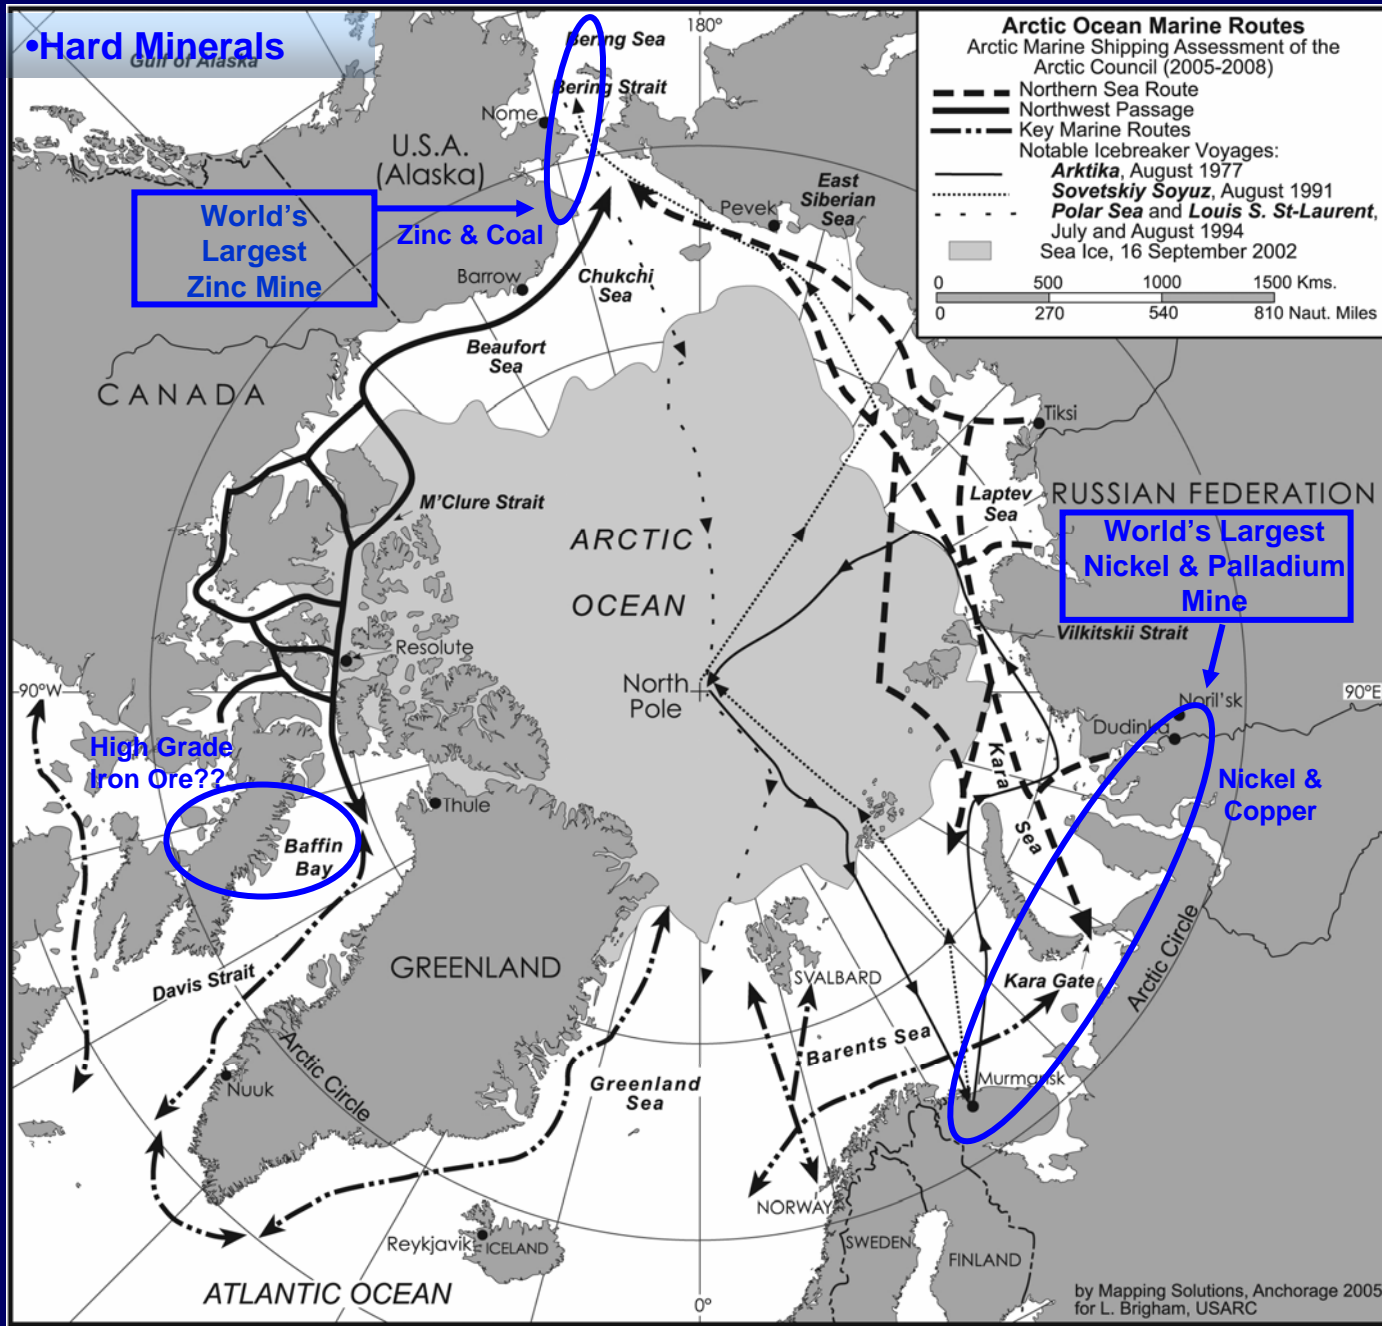 •Hard Minerals
Gulf of Alaska
Bering Sea
180°
Bering Strait
Nome
U.S.A.
(Alaska)
Arctic Ocean Marine Routes
Arctic Marine Shipping Assessment of the
Arctic Council (2005-2008)
Northern Sea Route
Northwest Passage
Key Marine Routes
Notable Icebreaker Voyages:
Arktika, August 1977
Sovetskiy Soyuz, August 1991
Polar Sea and Louis S. St-Laurent,
July and August 1994
Sea Ice, 16 September 2002
0 500 1000 1500 Kms.
0 270 540 810 Naut. Miles
World's
Largest
Zinc Mine
Zinc & Coal
East
Siberian
Sea
Pevek
Barrow
Chukchi
Sea
Beaufort
Sea
CANADA
Tiksi
M'Clure Strait
Laptev
Sea
RUSSIAN FEDERATION
World's Largest
Nickel & Palladium
Mine
ARCTIC
OCEAN
Vilkitskii Strait
Resolute
90°W
North
Pole
90°E
Noril'sk
Dudinka
High Grade
Iron Ore??
Kara
Sea
Nickel &
Copper
Thule
Baffin
Bay
Davis Strait
GREENLAND
SVALBARD
Kara Gate
Arctic Circle
Barents Sea
Murmansk
Nuuk
Arctic Circle
Greenland
Sea
NORWAY
Reykjavik
ICELAND
SWEDEN
FINLAND
ATLANTIC OCEAN
0°
by Mapping Solutions, Anchorage 2005
for L. Brigham, USARC